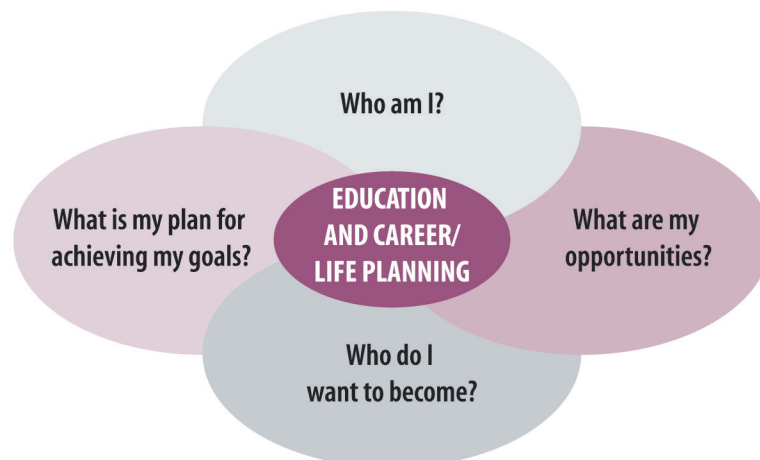 Who am I?
What is my plan for
achieving my goals?
EDUCATION
AND CAREER/
LIFE PLANNING
What are my
opportunities?
Who do I
want to become?